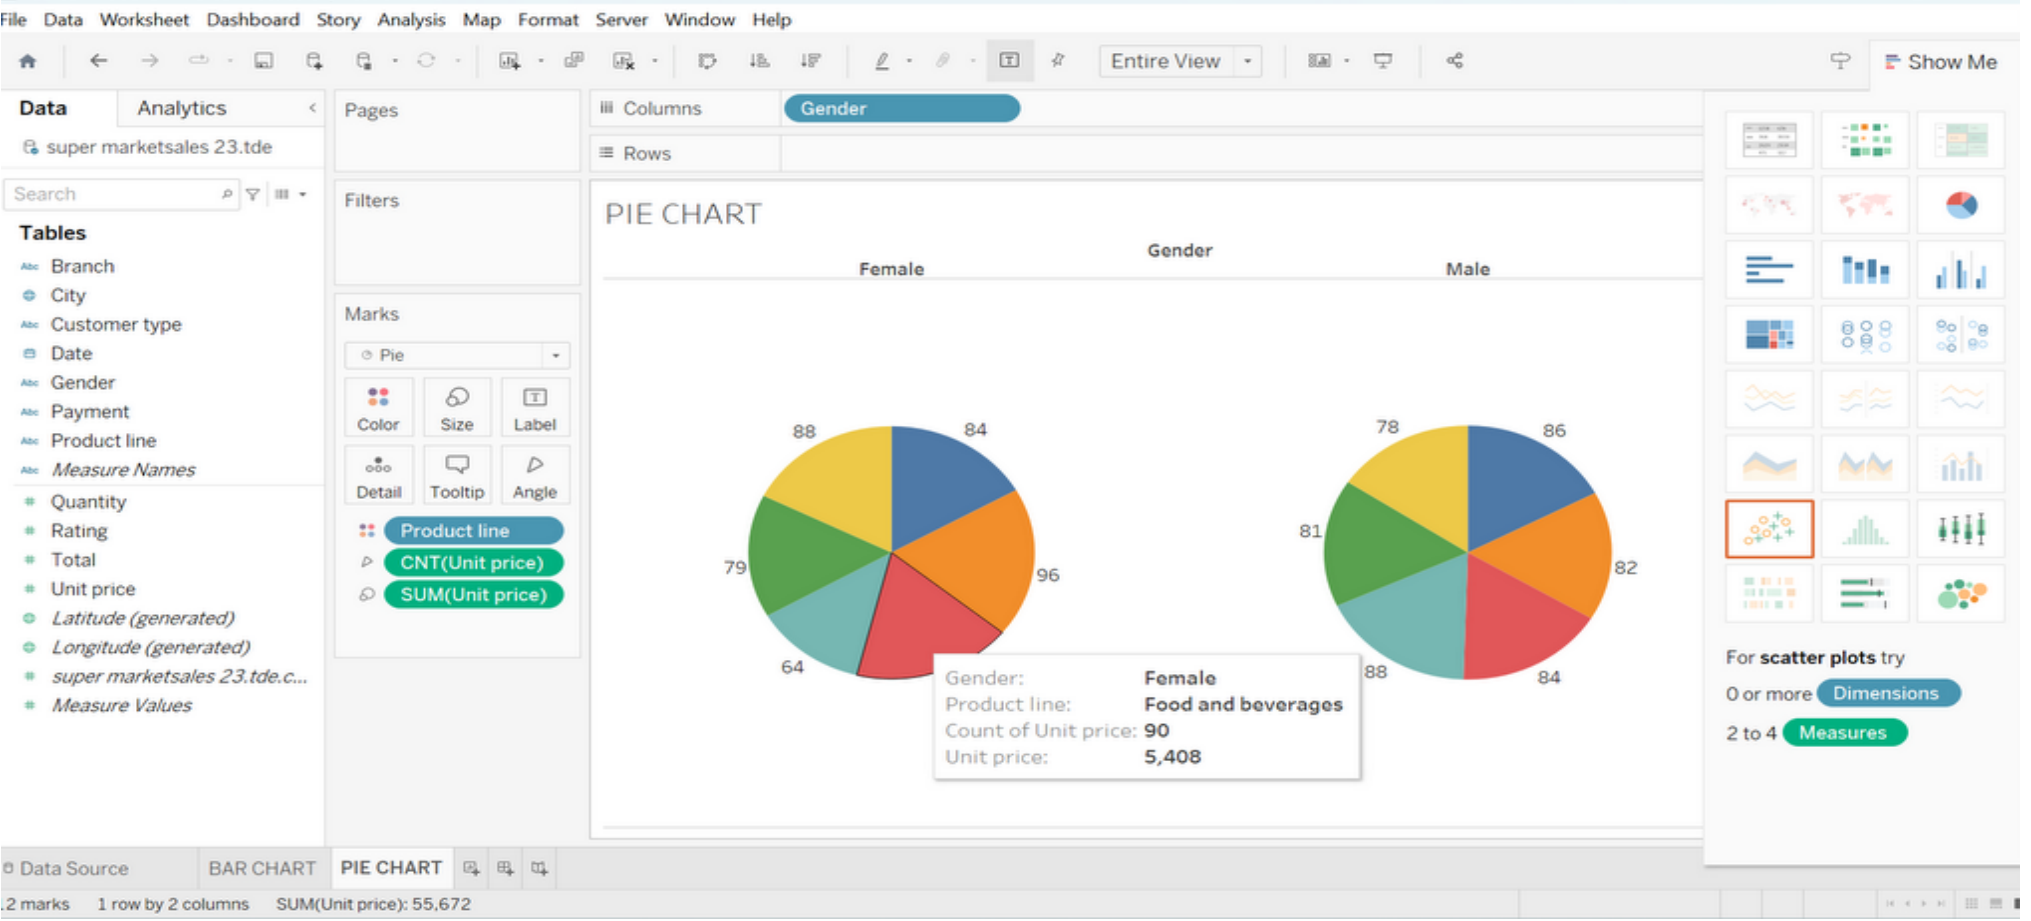 File Data Worksheet Dashboard Story Analysis Map Format Server Window Help
Entire View
Show Me
Data Analytics
super marketsales 23.tde
Search
Tables
Abc Branch
City
Abc Customer type
Date
Abc Gender
Abc Payment
Abc Product line
Abc Measure Names
# Quantity
# Rating
# Total
# Unit price
Latitude (generated)
Longitude (generated)
# super marketsales 23.tde.c...
# Measure Values
Pages
Filters
Marks
Pie
Color Size Label
Detail Tooltip Angle
Product line
CNT(Unit price)
SUM(Unit price)
Columns Gender
Rows
PIE CHART
Gender
Female Male
88 84
79 96
64
78 86
81 82
88 84
Gender: Female
Product line: Food and beverages
Count of Unit price: 90
Unit price: 5,408
For scatter plots try
0 or more Dimensions
2 to 4 Measures
Data Source BAR CHART PIE CHART
2 marks 1 row by 2 columns SUM(Unit price): 55,672